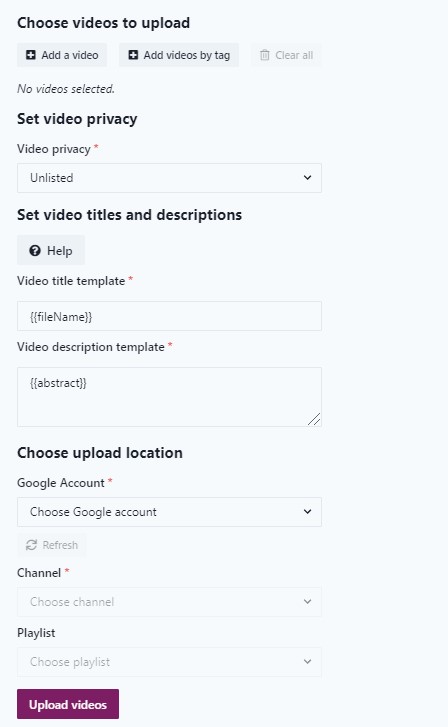 Choose videos to upload
Add a video Add videos by tag Clear all
No videos selected.
Set video privacy
Video privacy *
Unlisted
Set video titles and descriptions
Help
Video title template *
{{fileName}}
Video description template *
{{abstract}}
Choose upload location
Google Account *
Choose Google account
Refresh
Channel *
Choose channel
Playlist
Choose playlist
Upload videos